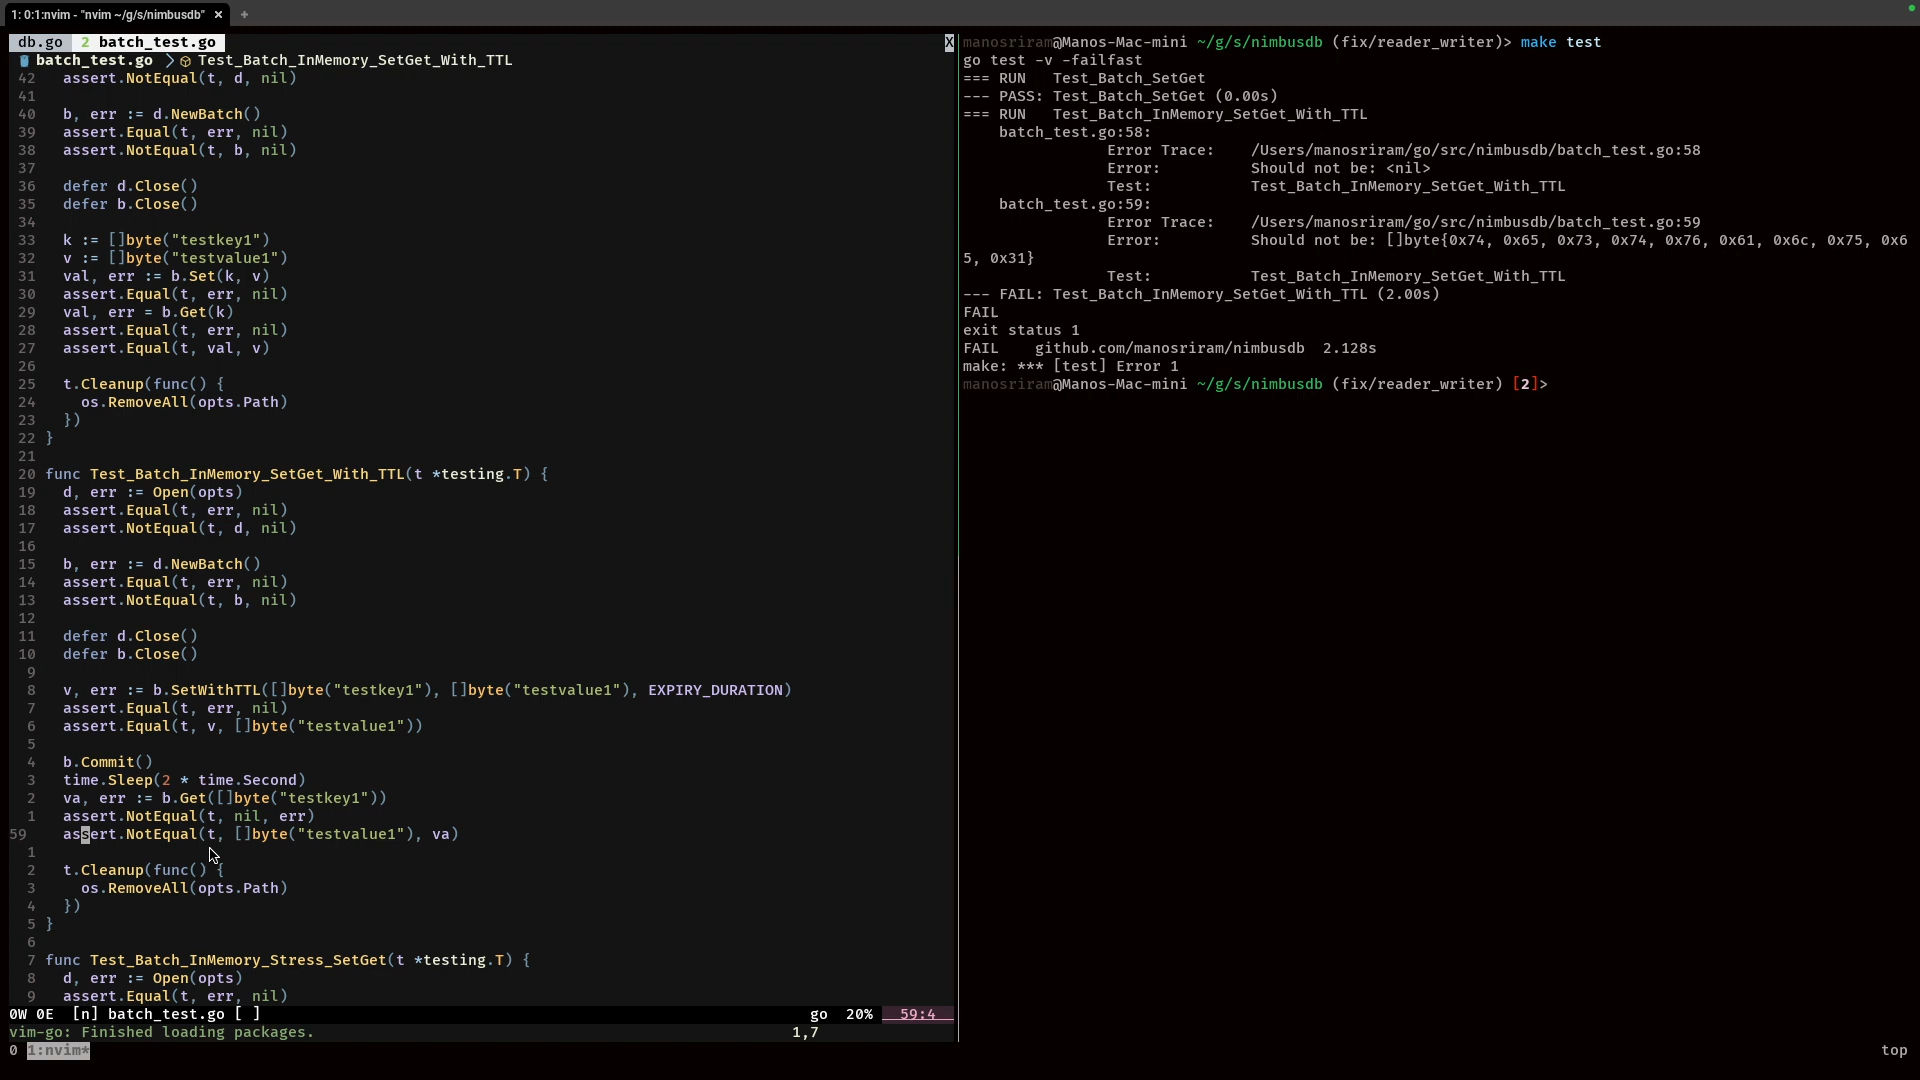 1: 0:1:nvim - "nvim ~/g/s/nimbusdb" × +
db.go 2 batch_test.go X
batch_test.go > Test_Batch_InMemory_SetGet_With_TTL
42 assert.NotEqual(t, d, nil)
41
40 b, err := d.NewBatch()
39 assert.Equal(t, err, nil)
38 assert.NotEqual(t, b, nil)
37
36 defer d.Close()
35 defer b.Close()
34
33 k := []byte("testkey1")
32 v := []byte("testvalue1")
31 val, err := b.Set(k, v)
30 assert.Equal(t, err, nil)
29 val, err = b.Get(k)
28 assert.Equal(t, err, nil)
27 assert.Equal(t, val, v)
26
25 t.Cleanup(func() {
24 os.RemoveAll(opts.Path)
23 })
22 }
21
20 func Test_Batch_InMemory_SetGet_With_TTL(t *testing.T) {
19 d, err := Open(opts)
18 assert.Equal(t, err, nil)
17 assert.NotEqual(t, d, nil)
16
15 b, err := d.NewBatch()
14 assert.Equal(t, err, nil)
13 assert.NotEqual(t, b, nil)
12
11 defer d.Close()
10 defer b.Close()
9
8 v, err := b.SetWithTTL([]byte("testkey1"), []byte("testvalue1"), EXPIRY_DURATION)
7 assert.Equal(t, err, nil)
6 assert.Equal(t, v, []byte("testvalue1"))
5
4 b.Commit()
3 time.Sleep(2 * time.Second)
2 va, err := b.Get([]byte("testkey1"))
1 assert.NotEqual(t, nil, err)
59 assert.NotEqual(t, []byte("testvalue1"), va)
1
2 t.Cleanup(func() {
3 os.RemoveAll(opts.Path)
4 })
5 }
6
7 func Test_Batch_InMemory_Stress_SetGet(t *testing.T) {
8 d, err := Open(opts)
9 assert.Equal(t, err, nil)
0W 0E [n] batch_test.go [ ] go 20% 59:4
vim-go: Finished loading packages. 1,7
0 1:nvim* top
manosriram@Manos-Mac-mini ~/g/s/nimbusdb (fix/reader_writer)> make test
go test -v -failfast
=== RUN Test_Batch_SetGet
--- PASS: Test_Batch_SetGet (0.00s)
=== RUN Test_Batch_InMemory_SetGet_With_TTL
batch_test.go:58:
Error Trace: /Users/manosriram/go/src/nimbusdb/batch_test.go:58
Error: Should not be: <nil>
Test: Test_Batch_InMemory_SetGet_With_TTL
batch_test.go:59:
Error Trace: /Users/manosriram/go/src/nimbusdb/batch_test.go:59
Error: Should not be: []byte{0x74, 0x65, 0x73, 0x74, 0x76, 0x61, 0x6c, 0x75, 0x6
5, 0x31}
Test: Test_Batch_InMemory_SetGet_With_TTL
--- FAIL: Test_Batch_InMemory_SetGet_With_TTL (2.00s)
FAIL
exit status 1
FAIL github.com/manosriram/nimbusdb 2.128s
make: *** [test] Error 1
manosriram@Manos-Mac-mini ~/g/s/nimbusdb (fix/reader_writer) [2]>